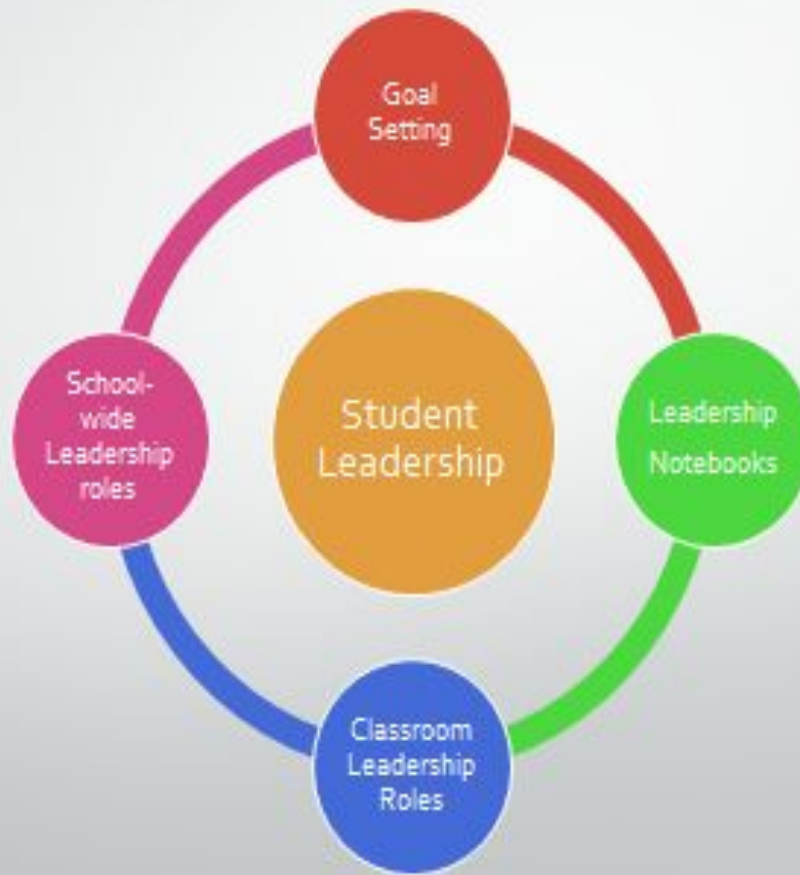 Goal
Setting
Student
Leadership
Leadership
Notebooks
Classroom
Leadership
Roles
School-
wide
Leadership
roles